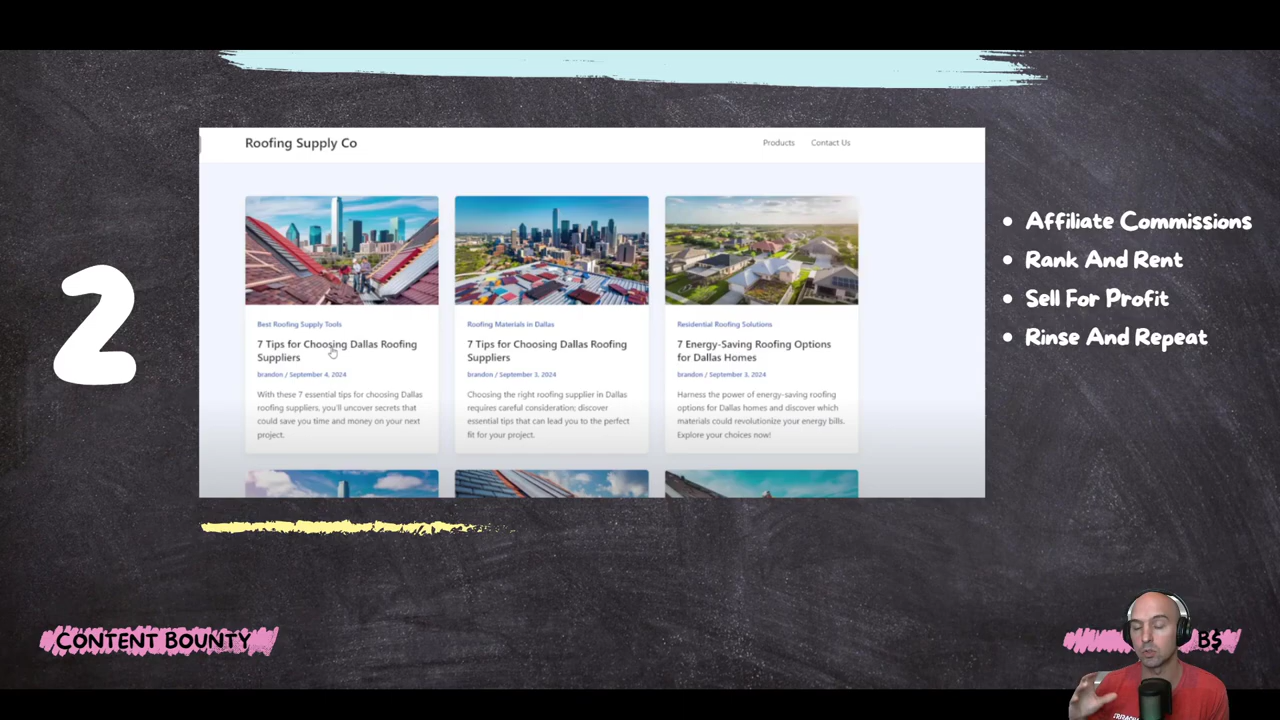 Roofing Supply Co
Products
Contact Us
Best Roofing Supply Tools
7 Tips for Choosing Dallas Roofing
Suppliers
brandon / September 4, 2024
With these 7 essential tips for choosing Dallas
roofing suppliers, you'll uncover secrets that
could save you time and money on your next
project.
Roofing Materials in Dallas
7 Tips for Choosing Dallas Roofing
Suppliers
brandon / September 3, 2024
Choosing the right roofing supplier in Dallas
requires careful consideration; discover
essential tips that can lead you to the perfect
fit for your project.
Residential Roofing Solutions
7 Energy-Saving Roofing Options
for Dallas Homes
brandon / September 3, 2024
Harness the power of energy-saving roofing
options for Dallas homes and discover which
materials could revolutionize your energy bills.
Explore your choices now!
2
Affiliate Commissions
Rank And Rent
Sell For Profit
Rinse And Repeat
Content Bounty